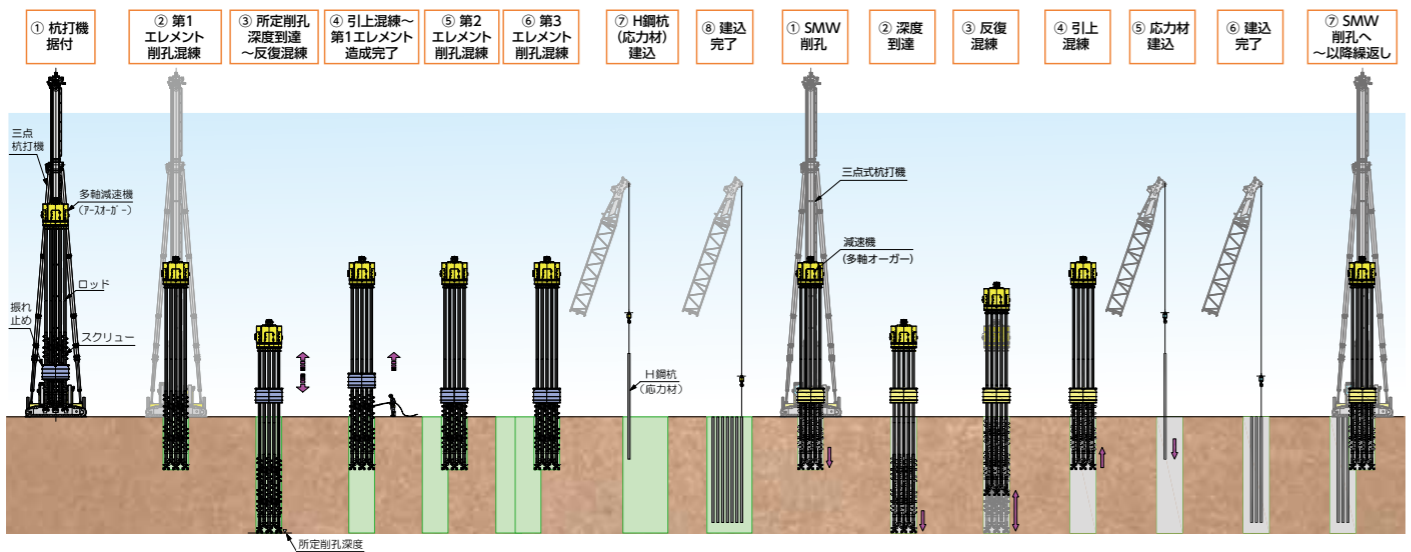 ① 杭打機
据付
② 第1
エレメント
削孔混練
③ 所定削孔
深度到達
～反復混練
④ 引上混練～
第1エレメント
造成完了
⑤ 第2
エレメント
削孔混練
⑥ 第3
エレメント
削孔混練
⑦ H鋼杭
(応力材)
建込
⑧ 建込
完了
① SMW
削孔
② 深度
到達
③ 反復
混練
④ 引上
混練
⑤ 応力材
建込
⑥ 建込
完了
⑦ SMW
削孔へ
～以降繰返し
三点
杭打機
多軸減速機
(アースオーガー)
ロッド
振れ
止め
スクリュー
所定削孔深度
H鋼杭
(応力材)
三点式杭打機
減速機
(多軸オーガー)